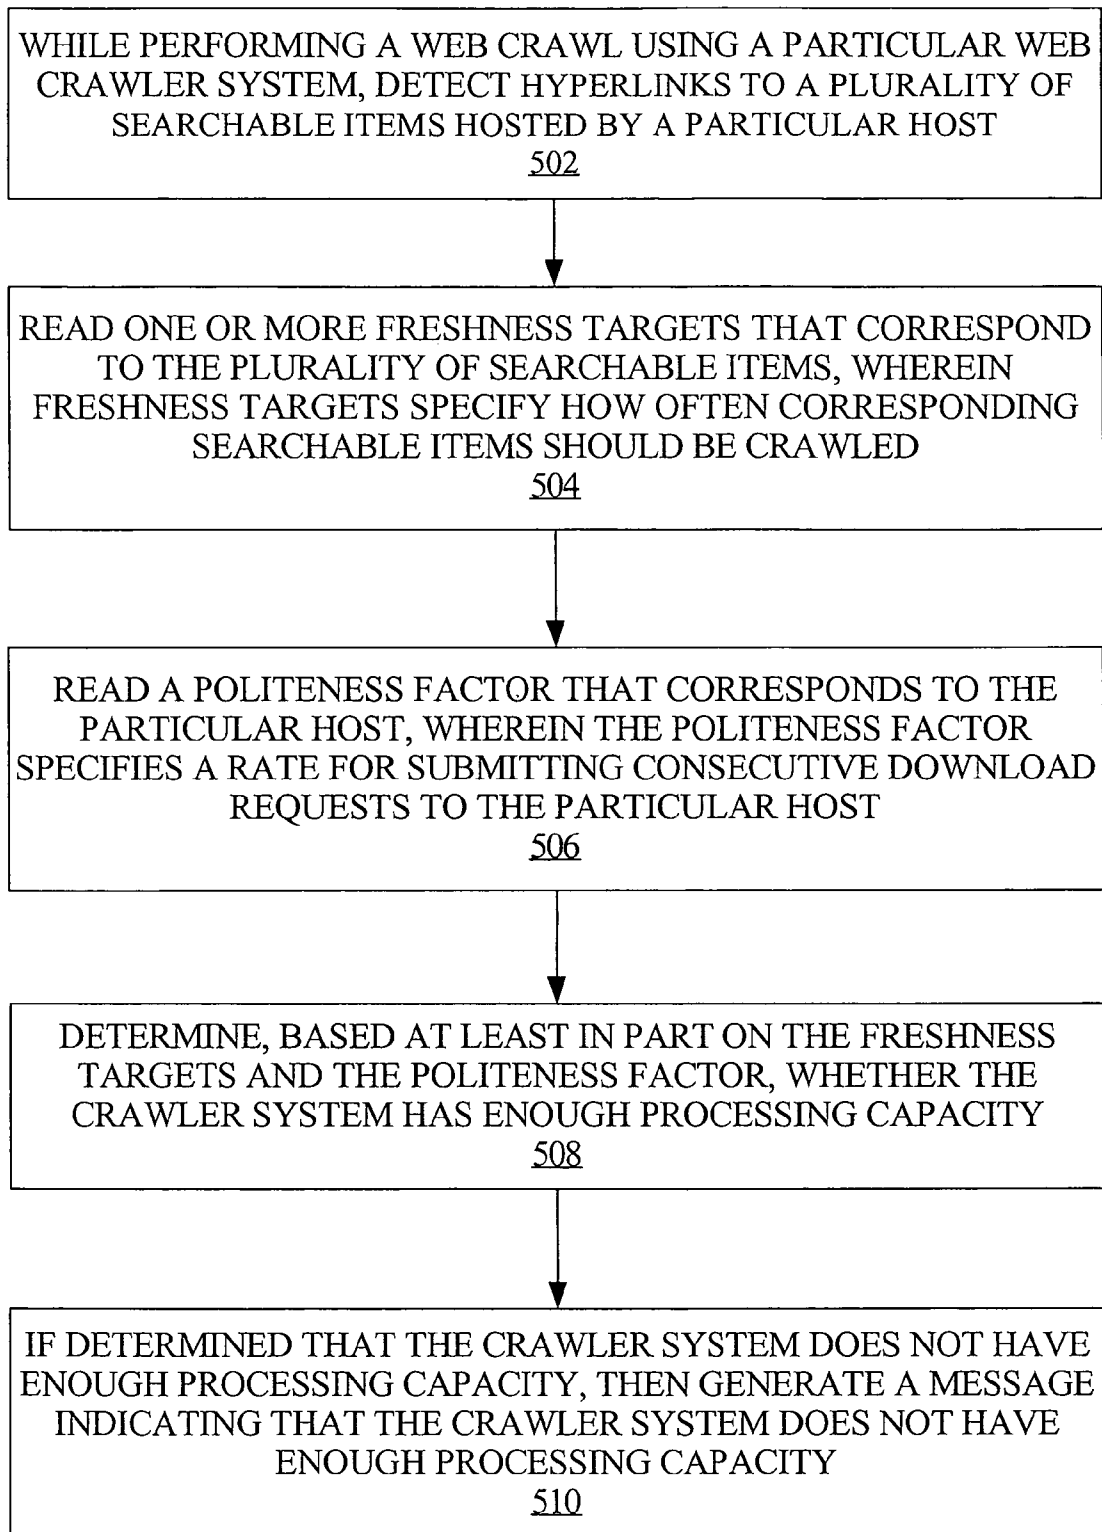 WHILE PERFORMING A WEB CRAWL USING A PARTICULAR WEB
CRAWLER SYSTEM, DETECT HYPERLINKS TO A PLURALITY OF
SEARCHABLE ITEMS HOSTED BY A PARTICULAR HOST
502
READ ONE OR MORE FRESHNESS TARGETS THAT CORRESPOND
TO THE PLURALITY OF SEARCHABLE ITEMS, WHEREIN
FRESHNESS TARGETS SPECIFY HOW OFTEN CORRESPONDING
SEARCHABLE ITEMS SHOULD BE CRAWLED
504
READ A POLITENESS FACTOR THAT CORRESPONDS TO THE
PARTICULAR HOST, WHEREIN THE POLITENESS FACTOR
SPECIFIES A RATE FOR SUBMITTING CONSECUTIVE DOWNLOAD
REQUESTS TO THE PARTICULAR HOST
506
DETERMINE, BASED AT LEAST IN PART ON THE FRESHNESS
TARGETS AND THE POLITENESS FACTOR, WHETHER THE
CRAWLER SYSTEM HAS ENOUGH PROCESSING CAPACITY
508
IF DETERMINED THAT THE CRAWLER SYSTEM DOES NOT HAVE
ENOUGH PROCESSING CAPACITY, THEN GENERATE A MESSAGE
INDICATING THAT THE CRAWLER SYSTEM DOES NOT HAVE
ENOUGH PROCESSING CAPACITY
510